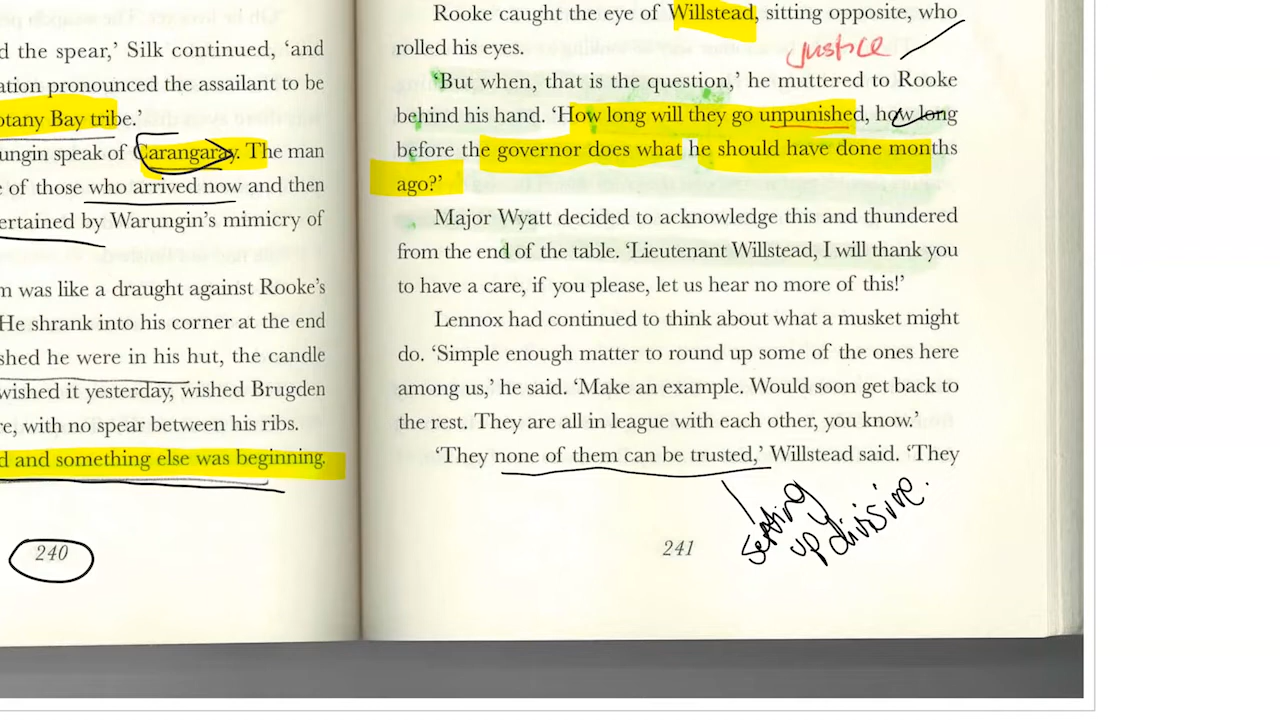 d the spear,’ Silk continued, ‘and
ation pronounced the assailant to be
otany Bay tribe.’
ungin speak of Carangaray. The man
e of those who arrived now and then
ertained by Warungin’s mimicry of
m was like a draught against Rooke’s
He shrank into his corner at the end
shed he were in his hut, the candle
wished it yesterday, wished Brugden
re, with no spear between his ribs.
d and something else was beginning.
240
Rooke caught the eye of Willstead, sitting opposite, who
rolled his eyes.
justice
‘But when, that is the question,’ he muttered to Rooke
behind his hand. ‘How long will they go unpunished, how long
before the governor does what he should have done months
ago?’
Major Wyatt decided to acknowledge this and thundered
from the end of the table. ‘Lieutenant Willstead, I will thank you
to have a care, if you please, let us hear no more of this!’
Lennox had continued to think about what a musket might
do. ‘Simple enough matter to round up some of the ones here
among us,’ he said. ‘Make an example. Would soon get back to
the rest. They are all in league with each other, you know.’
‘They none of them can be trusted,’ Willstead said. ‘They
setting
up divisive.
241